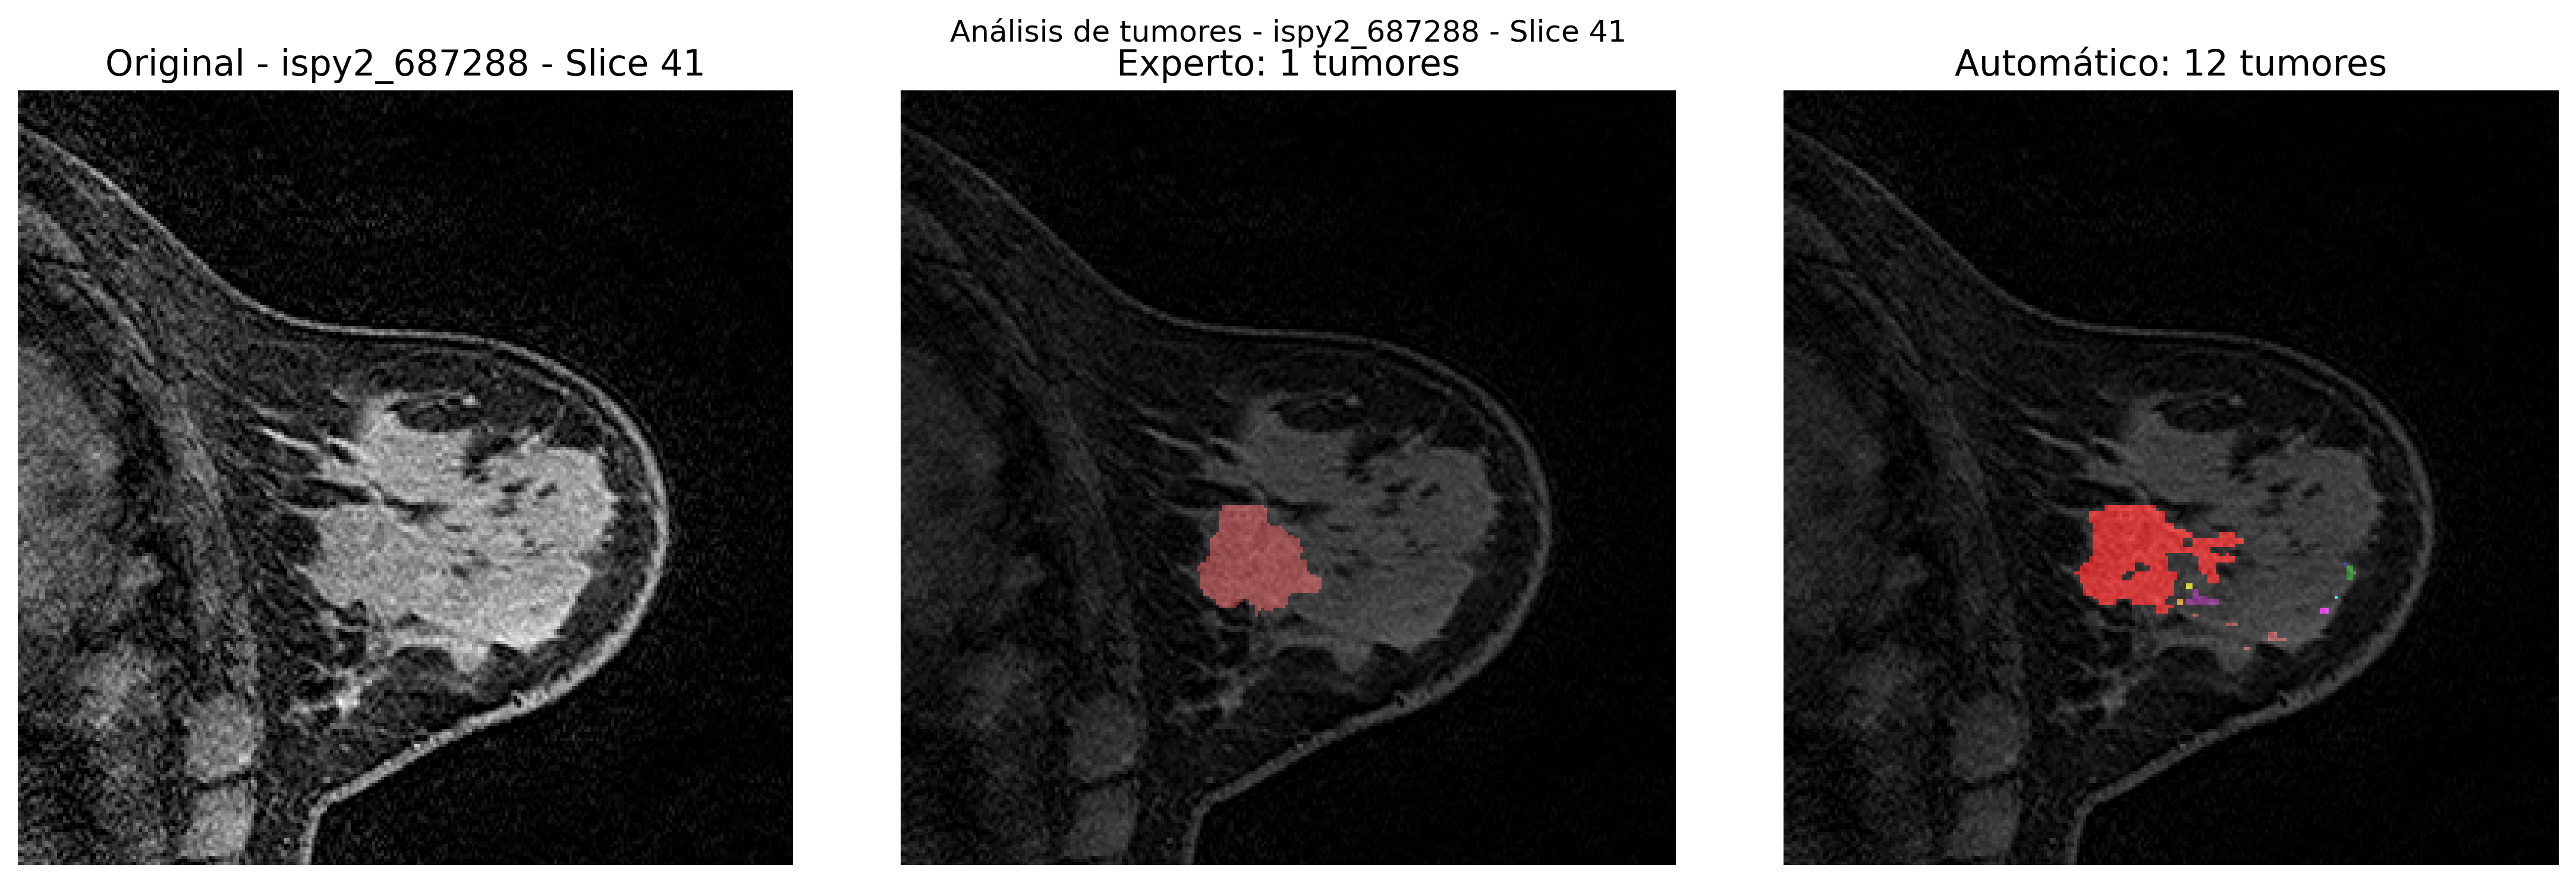 Análisis de tumores - ispy2_687288 - Slice 41
Original - ispy2_687288 - Slice 41
Experto: 1 tumores
Automático: 12 tumores